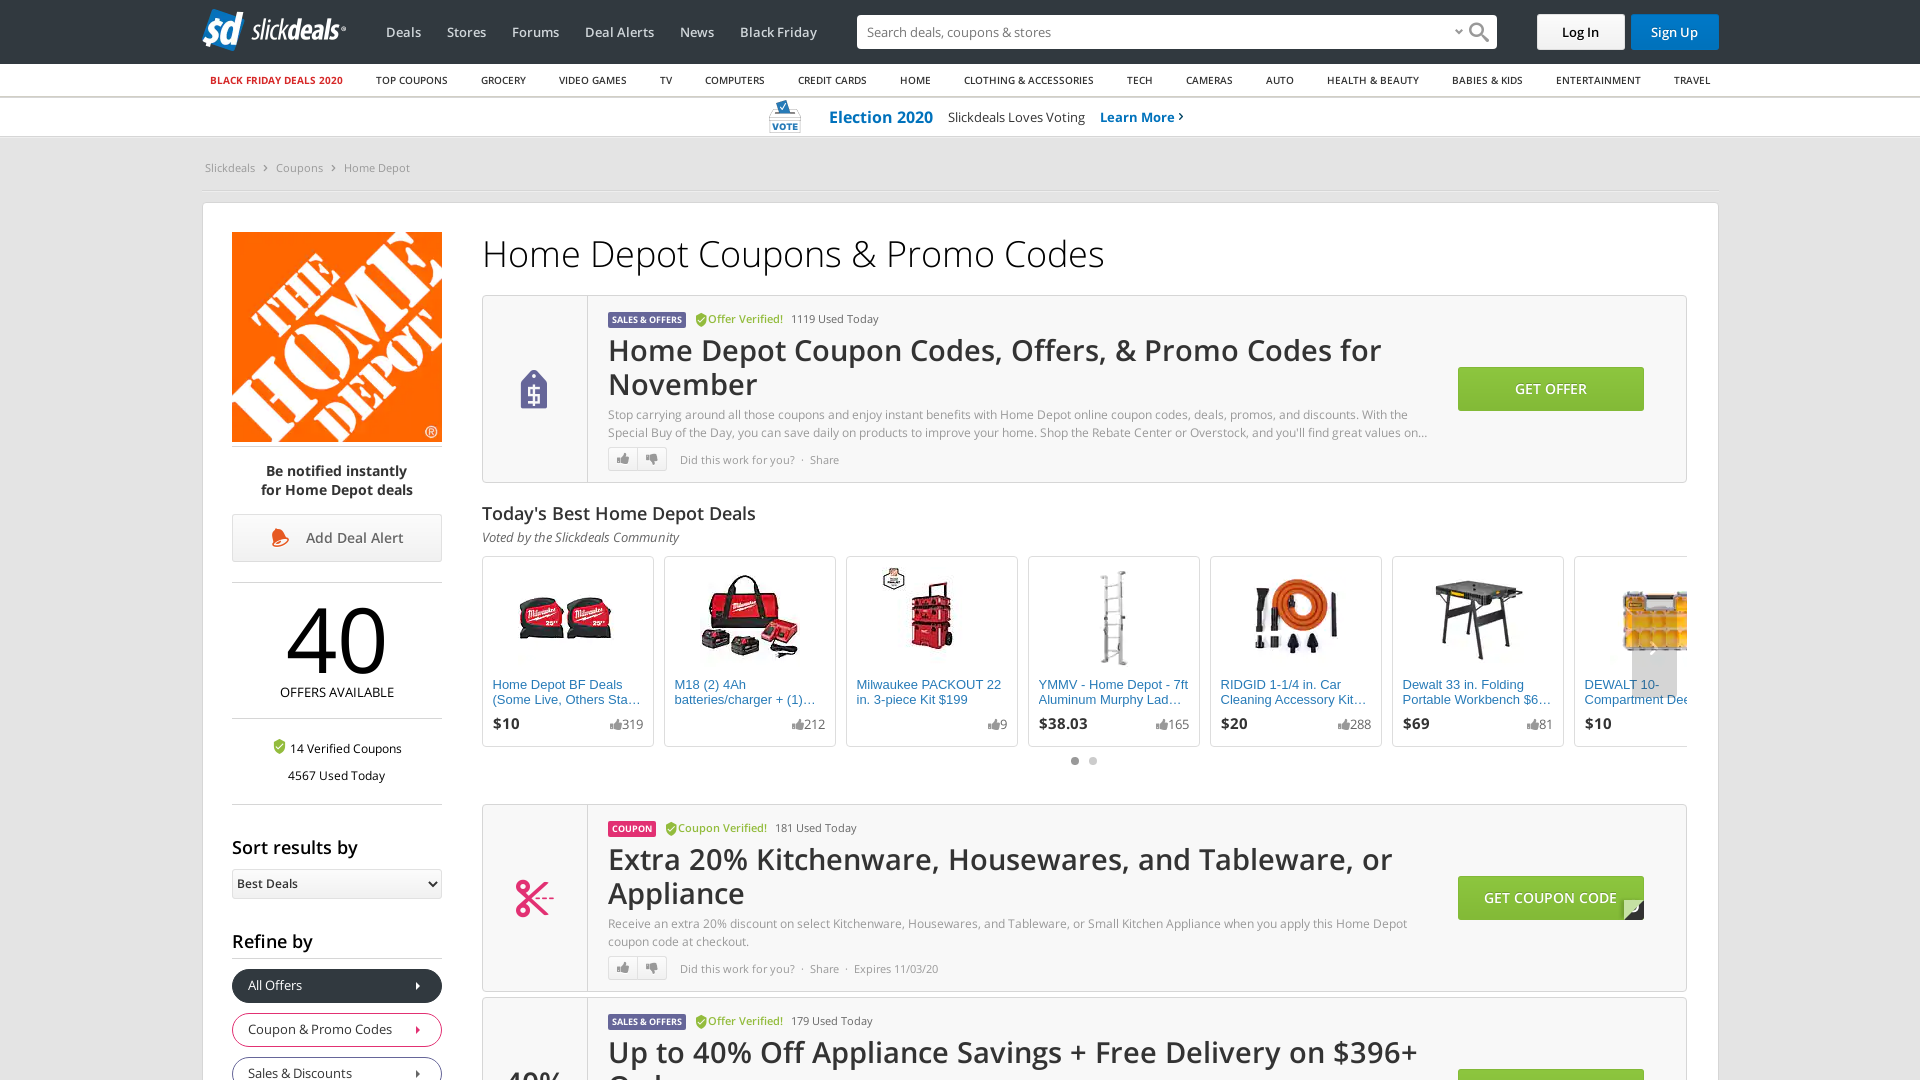 sd slickdeals
Deals Stores Forums Deal Alerts News Black Friday
Search deals, coupons & stores
Log In Sign Up
BLACK FRIDAY DEALS 2020 TOP COUPONS GROCERY VIDEO GAMES TV COMPUTERS CREDIT CARDS HOME CLOTHING & ACCESSORIES TECH CAMERAS AUTO HEALTH & BEAUTY BABIES & KIDS ENTERTAINMENT TRAVEL
VOTE Election 2020 Slickdeals Loves Voting Learn More
Slickdeals Coupons Home Depot
THE
HOME
DEPOT
®
Be notified instantly
for Home Depot deals
Add Deal Alert
40
OFFERS AVAILABLE
14 Verified Coupons
4567 Used Today
Sort results by
Best Deals
Refine by
All Offers
Coupon & Promo Codes
Sales & Discounts
Home Depot Coupons & Promo Codes
SALES & OFFERS Offer Verified! 1119 Used Today
Home Depot Coupon Codes, Offers, & Promo Codes for
November
Stop carrying around all those coupons and enjoy instant benefits with Home Depot online coupon codes, deals, promos, and discounts. With the
Special Buy of the Day, you can save daily on products to improve your home. Shop the Rebate Center or Overstock, and you'll find great values on...
Did this work for you? · Share
GET OFFER
Today's Best Home Depot Deals
Voted by the Slickdeals Community
Home Depot BF Deals
(Some Live, Others Sta…
$10 319
M18 (2) 4Ah
batteries/charger + (1)…
212
Milwaukee PACKOUT 22
in. 3-piece Kit $199
9
YMMV - Home Depot - 7ft
Aluminum Murphy Lad…
$38.03 165
RIDGID 1-1/4 in. Car
Cleaning Accessory Kit…
$20 288
Dewalt 33 in. Folding
Portable Workbench $6…
$69 81
DEWALT 10-
Compartment Dee
$10
COUPON Coupon Verified! 181 Used Today
Extra 20% Kitchenware, Housewares, and Tableware, or
Appliance
Receive an extra 20% discount on select Kitchenware, Housewares, and Tableware, or Small Kitchen Appliance when you apply this Home Depot
coupon code at checkout.
Did this work for you? · Share · Expires 11/03/20
GET COUPON CODE
SALES & OFFERS Offer Verified! 179 Used Today
Up to 40% Off Appliance Savings + Free Delivery on $396+
40%